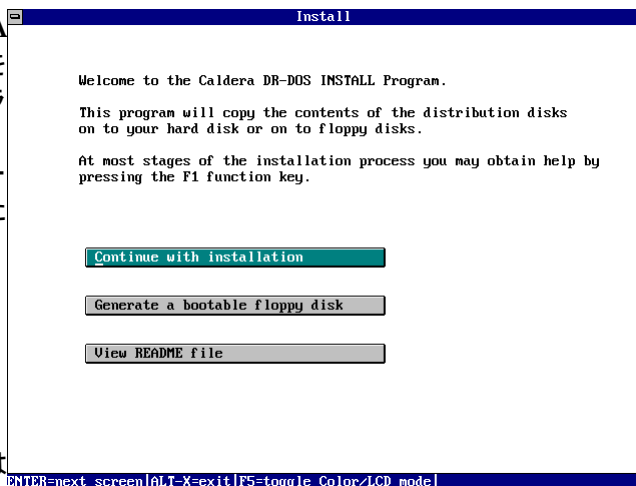 Install
Welcome to the Caldera DR-DOS INSTALL Program.
This program will copy the contents of the distribution disks
on to your hard disk or on to floppy disks.
At most stages of the installation process you may obtain help by
pressing the F1 function key.
Continue with installation
Generate a bootable floppy disk
View README file
ENTER=next screen|ALT-X=exit|F5=toggle Color/LCD mode|